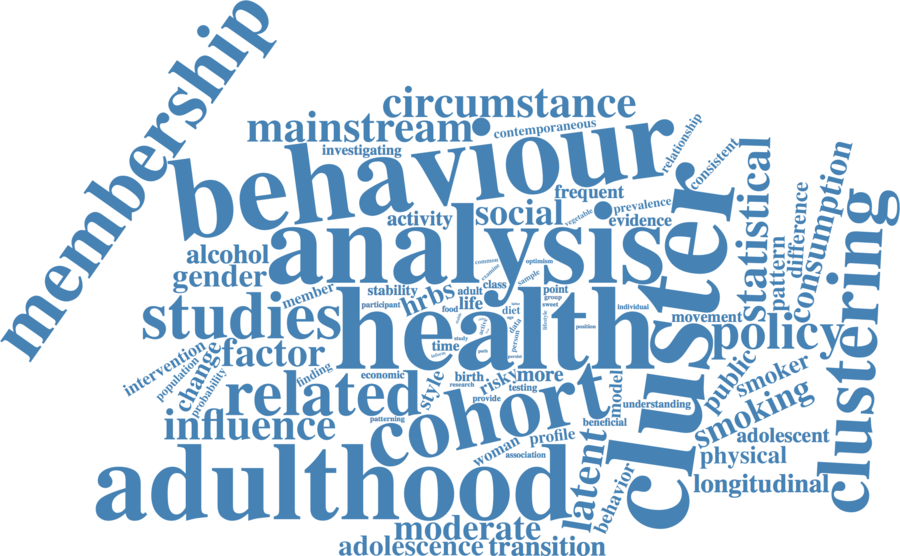 membership
circumstance
mainstream
contemporaneous
investigating
behaviour
relationship
consistent
frequent
prevalence
activity
social
vegetable
evidence
statistical
difference
consumption
pattern
clustering
alcohol
gender
analysis
cluster
common
optimism
examine
sample
class
stability
hrbs
adult
life
point
group
sweet
member
participant
food
diet
individual
studies
health
lifestyle
position
movement
policy
active
data
person
study
time
path
factor
intervention
population
change
probability
finding
economic
style
birth
risky
more
research
testing
provide
model
public
smoker
smoking
understanding
related
cohort
patterning
beneficial
influence
woman
profile
association
latent
behavior
adolescent
physical
longitudinal
adulthood
moderate
adolescence
transition